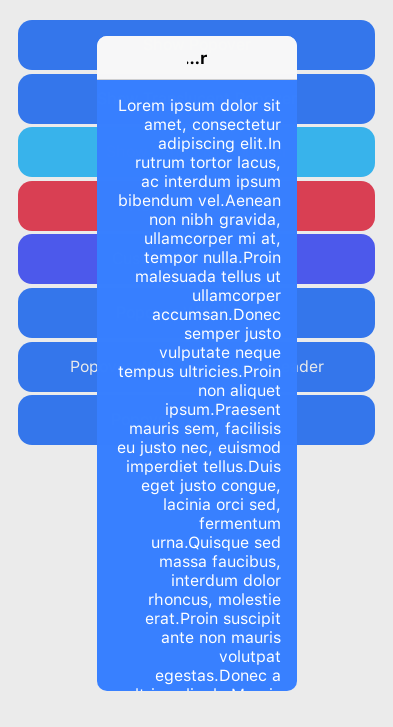 ...r
Lorem ipsum dolor sit
amet, consectetur
adipiscing elit.In
rutrum tortor lacus,
ac interdum ipsum
bibendum vel.Aenean
non nibh gravida,
ullamcorper mi at,
tempor nulla.Proin
malesuada tellus ut
ullamcorper
accumsan.Donec
semper justo
vulputate neque
tempus ultricies.Proin
non aliquet
ipsum.Praesent
mauris sem, facilisis
eu justo nec, euismod
imperdiet tellus.Duis
eget justo congue,
lacinia orci sed,
fermentum
urna.Quisque sed
massa faucibus,
interdum dolor
rhoncus, molestie
erat.Proin suscipit
ante non mauris
volutpat
egestas.Donec a